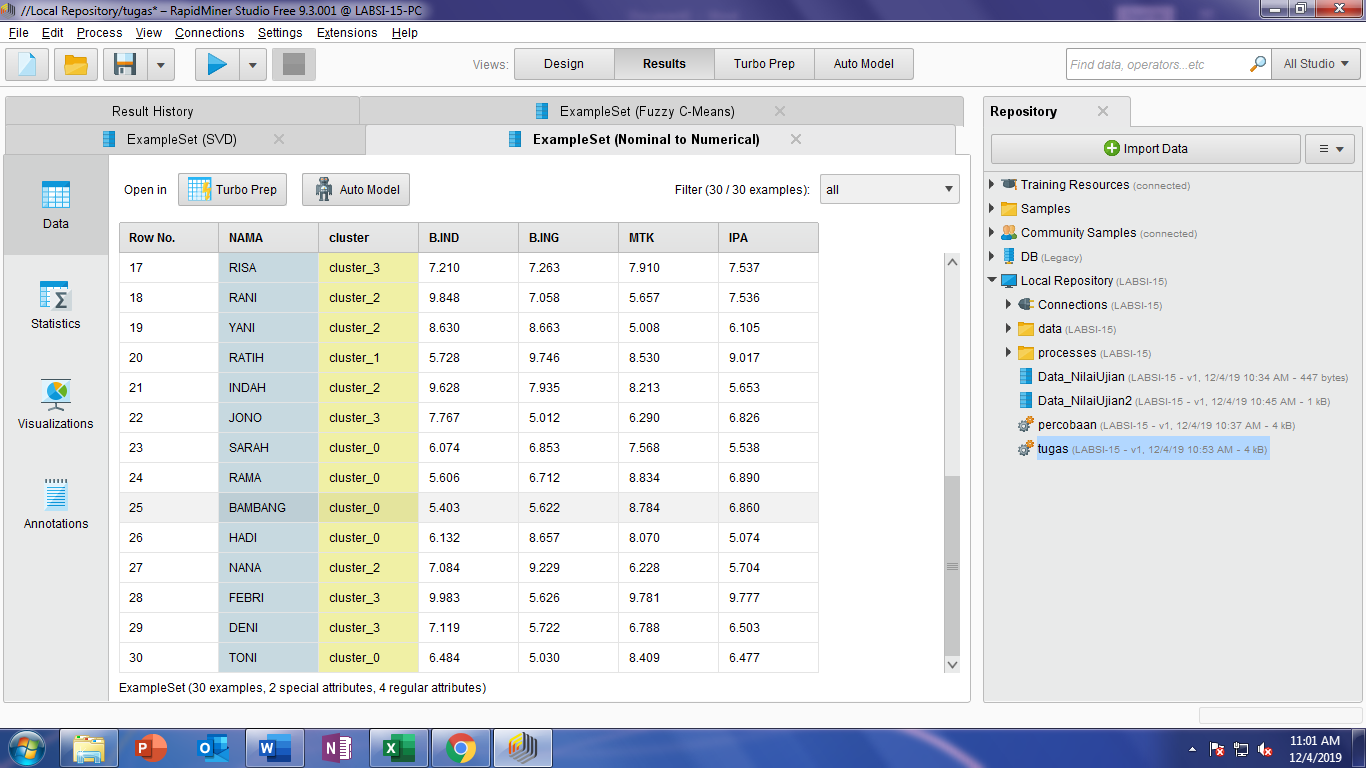 //Local Repository/tugas* – RapidMiner Studio Free 9.3.001 @ LABSI-15-PC
File Edit Process View Connections Settings Extensions Help
Views: Design Results Turbo Prep Auto Model Find data, operators...etc All Studio
Result History ExampleSet (Fuzzy C-Means)
ExampleSet (SVD) ExampleSet (Nominal to Numerical)
Data
Statistics
Visualizations
Annotations
Open in Turbo Prep Auto Model Filter (30 / 30 examples): all
Row No. NAMA cluster B.IND B.ING MTK IPA
17 RISA cluster_3 7.210 7.263 7.910 7.537
18 RANI cluster_2 9.848 7.058 5.657 7.536
19 YANI cluster_2 8.630 8.663 5.008 6.105
20 RATIH cluster_1 5.728 9.746 8.530 9.017
21 INDAH cluster_2 9.628 7.935 8.213 5.653
22 JONO cluster_3 7.767 5.012 6.290 6.826
23 SARAH cluster_0 6.074 6.853 7.568 5.538
24 RAMA cluster_0 5.606 6.712 8.834 6.890
25 BAMBANG cluster_0 5.403 5.622 8.784 6.860
26 HADI cluster_0 6.132 8.657 8.070 5.074
27 NANA cluster_2 7.084 9.229 6.228 5.704
28 FEBRI cluster_3 9.983 5.626 9.781 9.777
29 DENI cluster_3 7.119 5.722 6.788 6.503
30 TONI cluster_0 6.484 5.030 8.409 6.477
ExampleSet (30 examples, 2 special attributes, 4 regular attributes)
Repository
Import Data
Training Resources (connected)
Samples
Community Samples (connected)
DB (Legacy)
Local Repository (LABSI-15)
Connections (LABSI-15)
data (LABSI-15)
processes (LABSI-15)
Data_NilaiUjian (LABSI-15 – v1, 12/4/19 10:34 AM – 447 bytes)
Data_NilaiUjian2 (LABSI-15 – v1, 12/4/19 10:45 AM – 1 kB)
percobaan (LABSI-15 – v1, 12/4/19 10:37 AM – 4 kB)
tugas (LABSI-15 – v1, 12/4/19 10:53 AM – 4 kB)
11:01 AM
12/4/2019